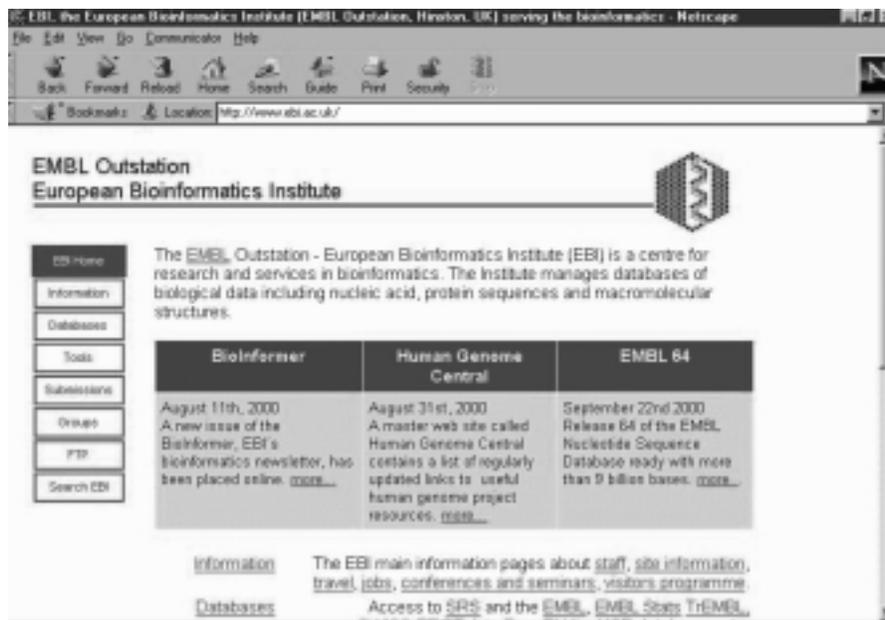 EBI, the European Bioinformatics Institute (EMBL Outstation, Hinxton, UK) serving the bioinformatics - Netscape
File Edit View Go Communicator Help
Back Forward Reload Home Search Guide Print Security Stop
Bookmarks Location: http://www.ebi.ac.uk/
N
EMBL Outstation
European Bioinformatics Institute
EBI Home
Information
Databases
Tools
Submissions
Groups
FTP
Search EBI
The EMBL Outstation - European Bioinformatics Institute (EBI) is a centre for
research and services in bioinformatics. The Institute manages databases of
biological data including nucleic acid, protein sequences and macromolecular
structures.
BioInformer
August 11th, 2000
A new issue of the
BioInformer, EBI's
bioinformatics newsletter, has
been placed online. more...
Human Genome
Central
August 31st, 2000
A master web site called
Human Genome Central
contains a list of regularly
updated links to useful
human genome project
resources. more...
EMBL 64
September 22nd 2000
Release 64 of the EMBL
Nucleotide Sequence
Database ready with more
than 9 billion bases. more...
Information The EBI main information pages about staff, site information,
travel, jobs, conferences and seminars, visitors programme.
Databases Access to SRS and the EMBL, EMBL Stats TrEMBL,